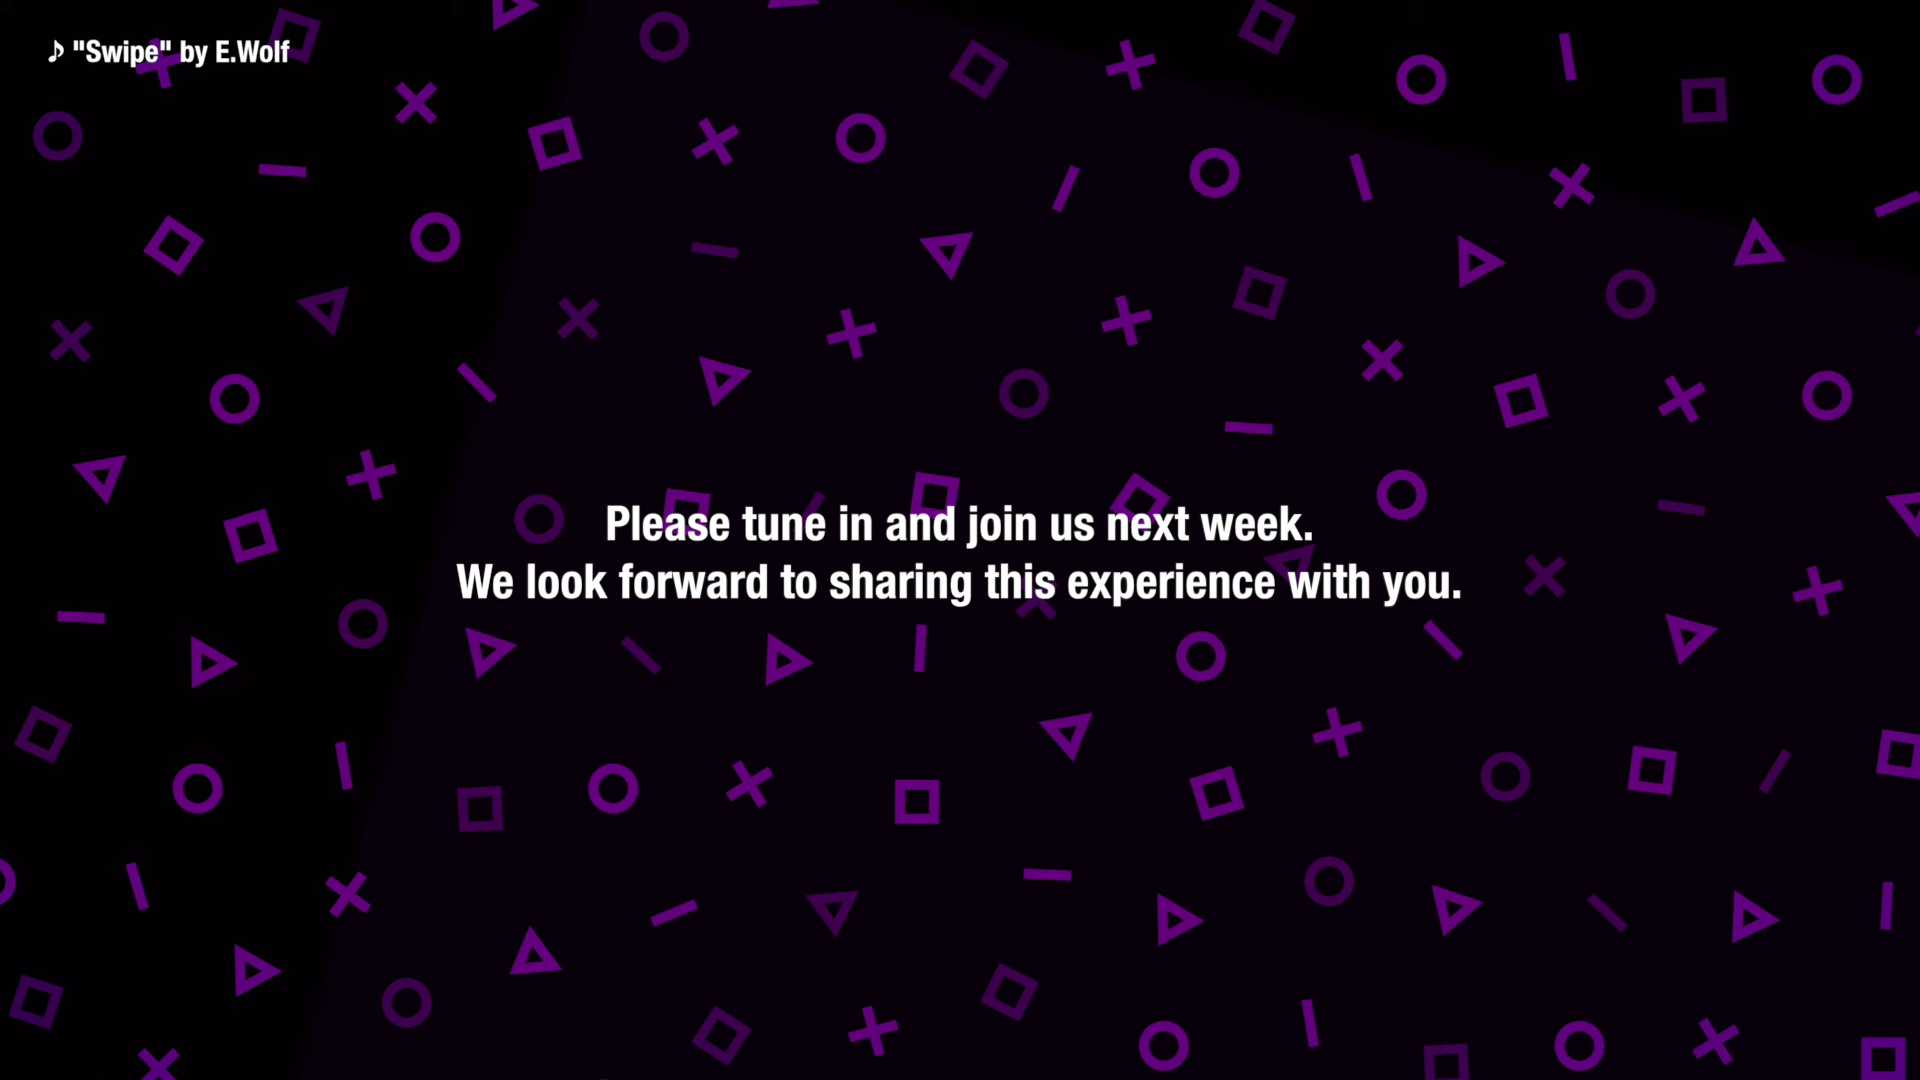 ♪ "Swipe" by E.Wolf
Please tune in and join us next week.
We look forward to sharing this experience with you.